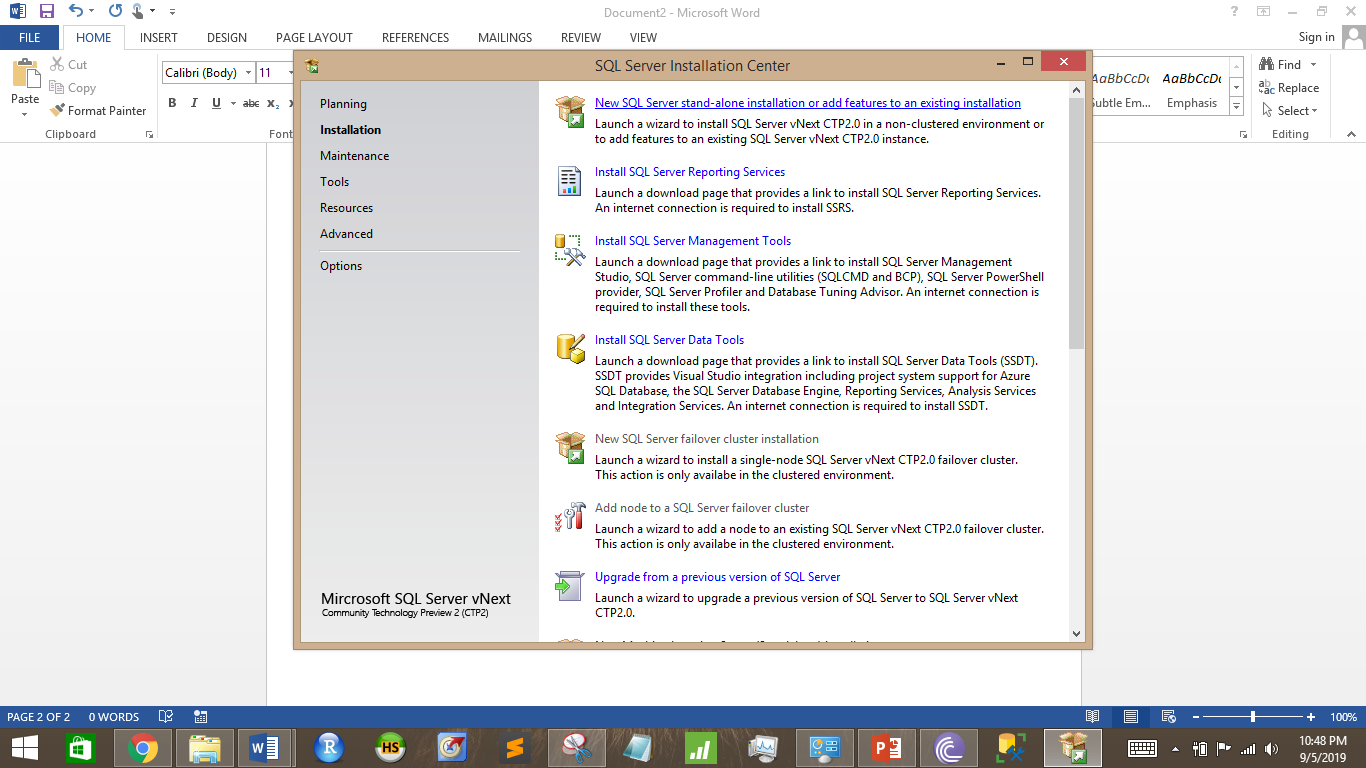 Document2 - Microsoft Word
FILE HOME INSERT DESIGN PAGE LAYOUT REFERENCES MAILINGS REVIEW VIEW Sign in
Cut
Copy
Format Painter
Paste
Clipboard
Calibri (Body) 11
B I U abc x₂
Font
AaBbCcDc AaBbCcDc
Subtle Em... Emphasis
Find
Replace
Select
Editing
SQL Server Installation Center
Planning
Installation
Maintenance
Tools
Resources
Advanced
Options
Mircrosoft SQL Server vNext
Community Technology Preview 2 (CTP2)
New SQL Server stand-alone installation or add features to an existing installation
Launch a wizard to install SQL Server vNext CTP2.0 in a non-clustered environment or
to add features to an existing SQL Server vNext CTP2.0 instance.
Install SQL Server Reporting Services
Launch a download page that provides a link to install SQL Server Reporting Services.
An internet connection is required to install SSRS.
Install SQL Server Management Tools
Launch a download page that provides a link to install SQL Server Management
Studio, SQL Server command-line utilities (SQLCMD and BCP), SQL Server PowerShell
provider, SQL Server Profiler and Database Tuning Advisor. An internet connection is
required to install these tools.
Install SQL Server Data Tools
Launch a download page that provides a link to install SQL Server Data Tools (SSDT).
SSDT provides Visual Studio integration including project system support for Azure
SQL Database, the SQL Server Database Engine, Reporting Services, Analysis Services
and Integration Services. An internet connection is required to install SSDT.
New SQL Server failover cluster installation
Launch a wizard to install a single-node SQL Server vNext CTP2.0 failover cluster.
This action is only availabe in the clustered environment.
Add node to a SQL Server failover cluster
Launch a wizard to add a node to an existing SQL Server vNext CTP2.0 failover cluster.
This action is only availabe in the clustered environment.
Upgrade from a previous version of SQL Server
Launch a wizard to upgrade a previous version of SQL Server to SQL Server vNext
CTP2.0.
PAGE 2 OF 2 0 WORDS 100%
10:48 PM
9/5/2019